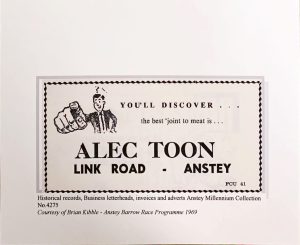 YOU'LL DISCOVER . . .
the best 'joint to meat is . . .
ALEC TOON
LINK ROAD - ANSTEY
PCU 41
Historical records, Business letterheads, invoices and adverts Anstey Millennium Collection
No.4275
Courtesy of Brian Kibble - Anstey Barrow Race Programme 1969